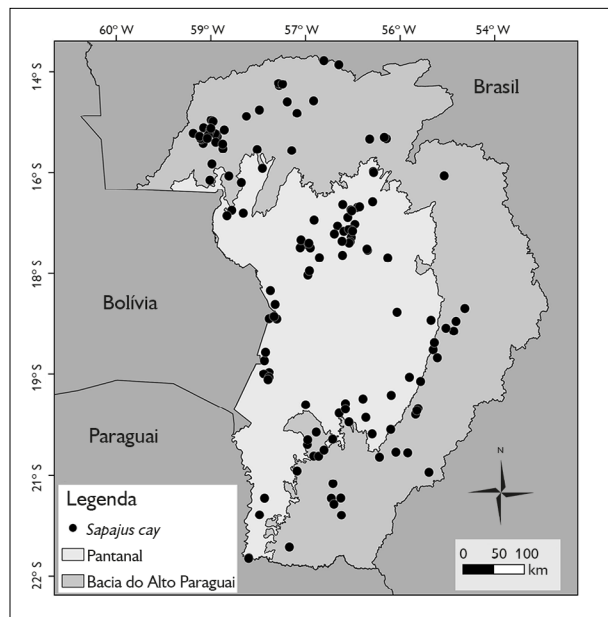 60° W 59° W 57° W 56° W 54° W
14° S
Brasil
16° S
18° S
Bolívia
19° S
Paraguai
21° S
N
Legenda
Sapajus cay
Pantanal
0 50 100
km
Bacia do Alto Paraguai
22° S